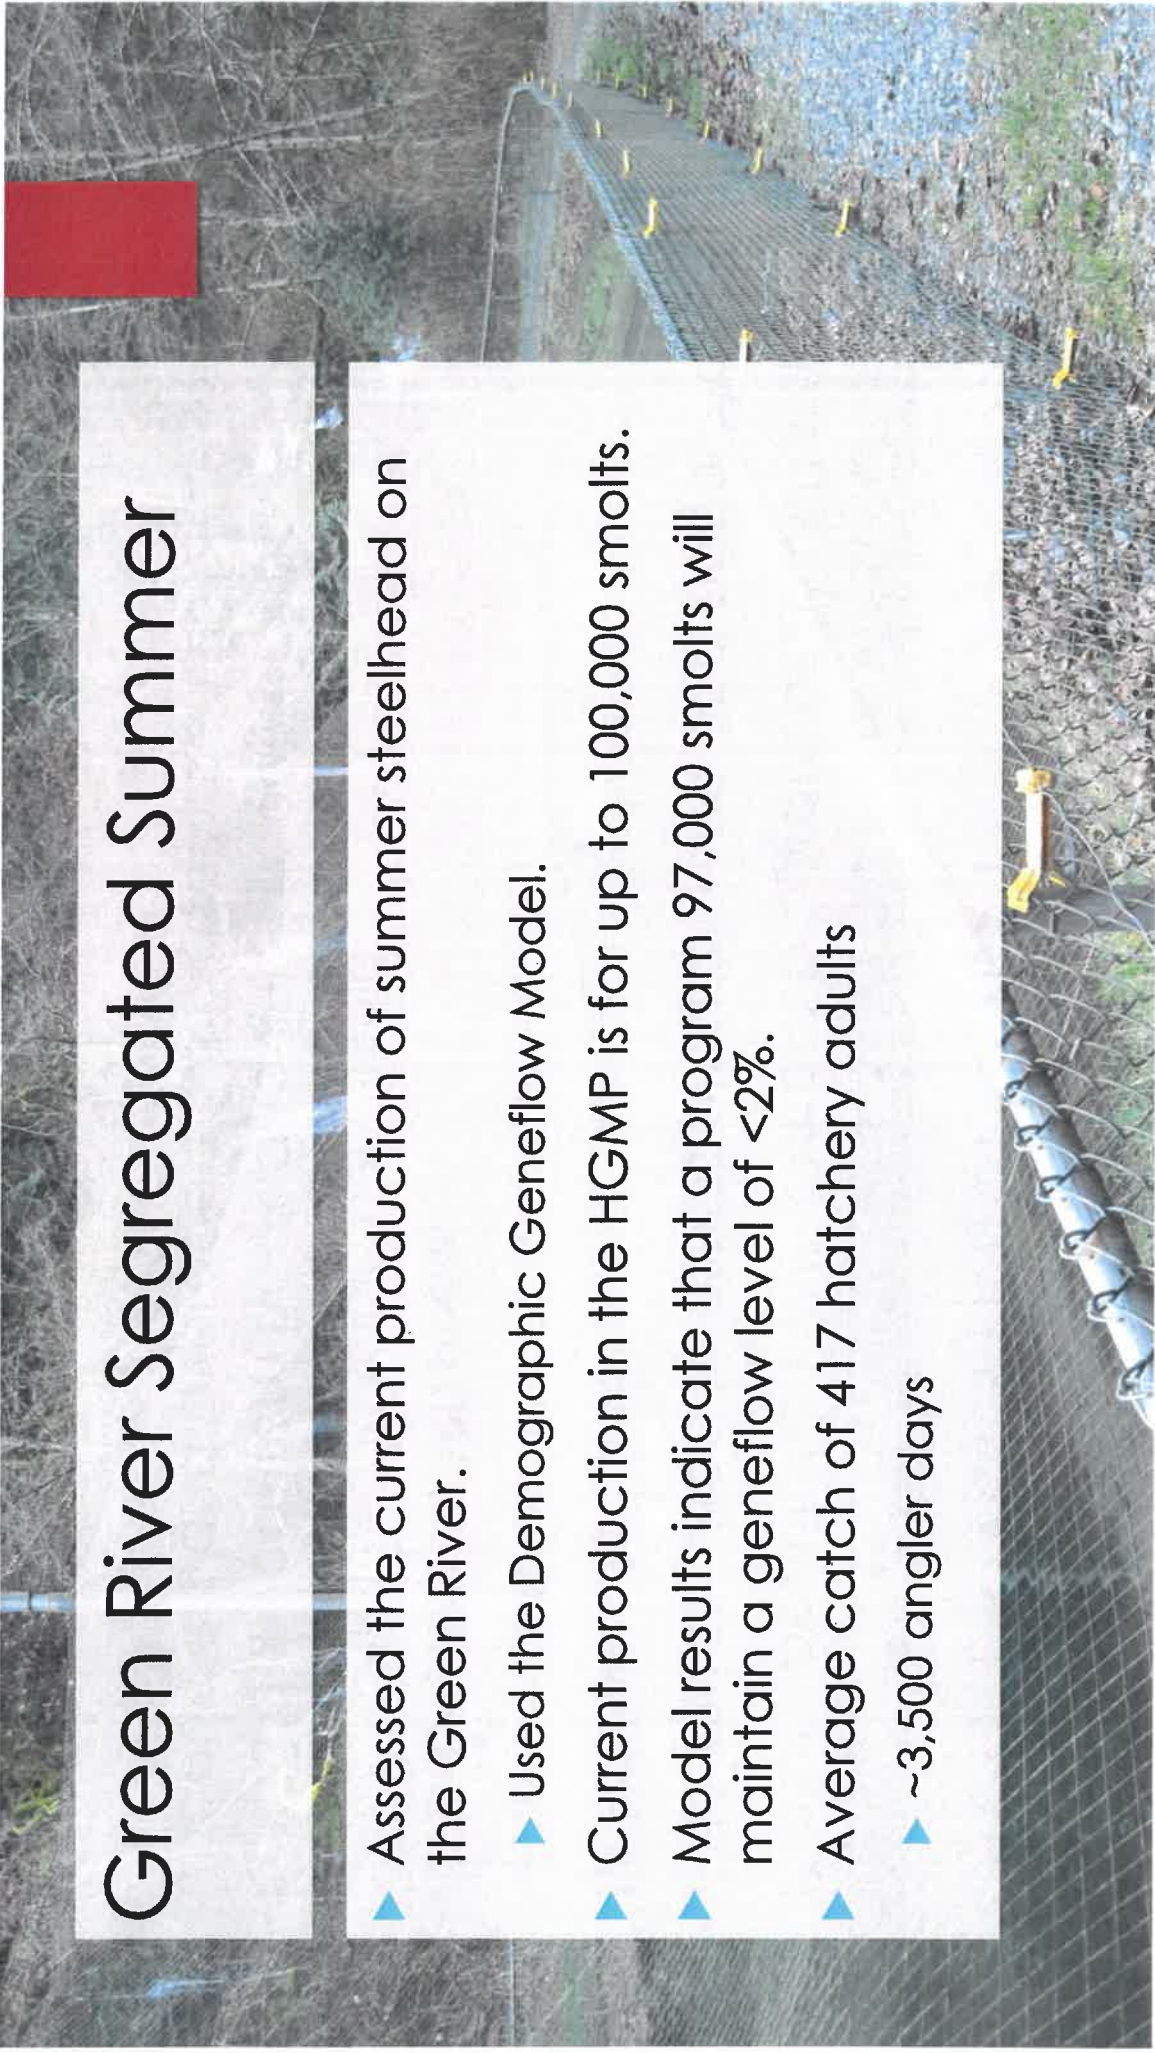 Green River Segregated Summer
▶ Assessed the current production of summer steelhead on
the Green River.
▶ Used the Demographic Geneflow Model.
▶ Current production in the HGMP is for up to 100,000 smolts.
▶ Model results indicate that a program 97,000 smolts will
maintain a geneflow level of <2%.
▶ Average catch of 417 hatchery adults
▶ ~3,500 angler days